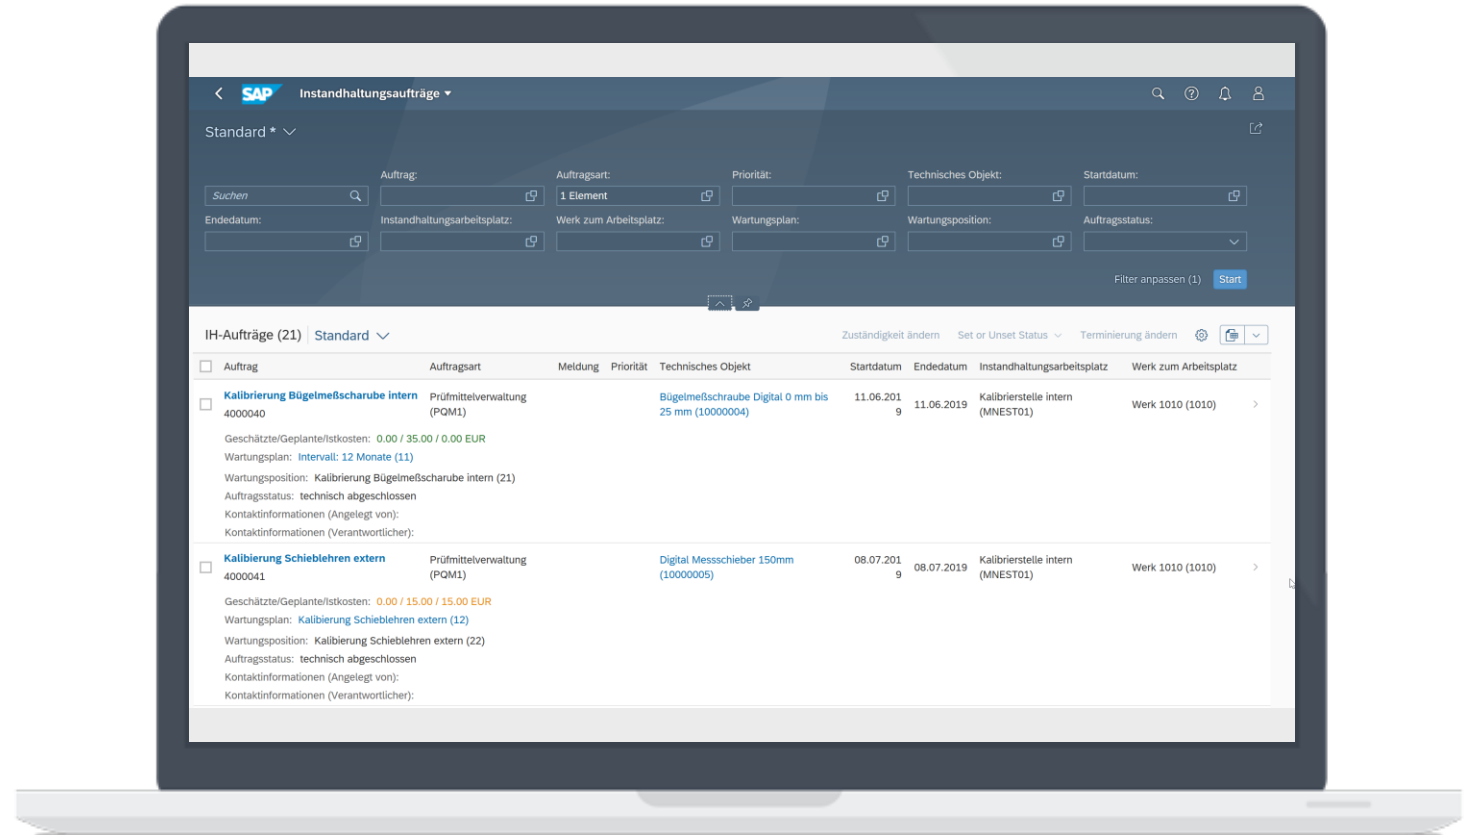 SAP Instandhaltungsaufträge
Standard *
Auftrag: Auftragsart: Priorität: Technisches Objekt: Startdatum:
Suchen 1 Element
Endedatum: Instandhaltungsarbeitsplatz: Werk zum Arbeitsplatz: Wartungsplan: Wartungsposition: Auftragsstatus:
Filter anpassen (1) Start
IH-Aufträge (21) Standard Zuständigkeit ändern Set or Unset Status Terminierung ändern
Auftrag Auftragsart Meldung Priorität Technisches Objekt Startdatum Endedatum Instandhaltungsarbeitsplatz Werk zum Arbeitsplatz
Kalibrierung Bügelmeßscharube intern Prüfmittelverwaltung Bügelmeßschraube Digital 0 mm bis 11.06.201 11.06.2019 Kalibrierstelle intern Werk 1010 (1010)
4000040 (PQM1) 25 mm (10000004) 9 (MNEST01)
Geschätzte/Geplante/Istkosten: 0.00 / 35.00 / 0.00 EUR
Wartungsplan: Intervall: 12 Monate (11)
Wartungsposition: Kalibrierung Bügelmeßscharube intern (21)
Auftragsstatus: technisch abgeschlossen
Kontaktinformationen (Angelegt von):
Kontaktinformationen (Verantwortlicher):
Kalibierung Schieblehren extern Prüfmittelverwaltung Digital Messschieber 150mm 08.07.201 08.07.2019 Kalibrierstelle intern Werk 1010 (1010)
4000041 (PQM1) (10000005) 9 (MNEST01)
Geschätzte/Geplante/Istkosten: 0.00 / 15.00 / 15.00 EUR
Wartungsplan: Kalibierung Schieblehren extern (12)
Wartungsposition: Kalibierung Schieblehren extern (22)
Auftragsstatus: technisch abgeschlossen
Kontaktinformationen (Angelegt von):
Kontaktinformationen (Verantwortlicher):